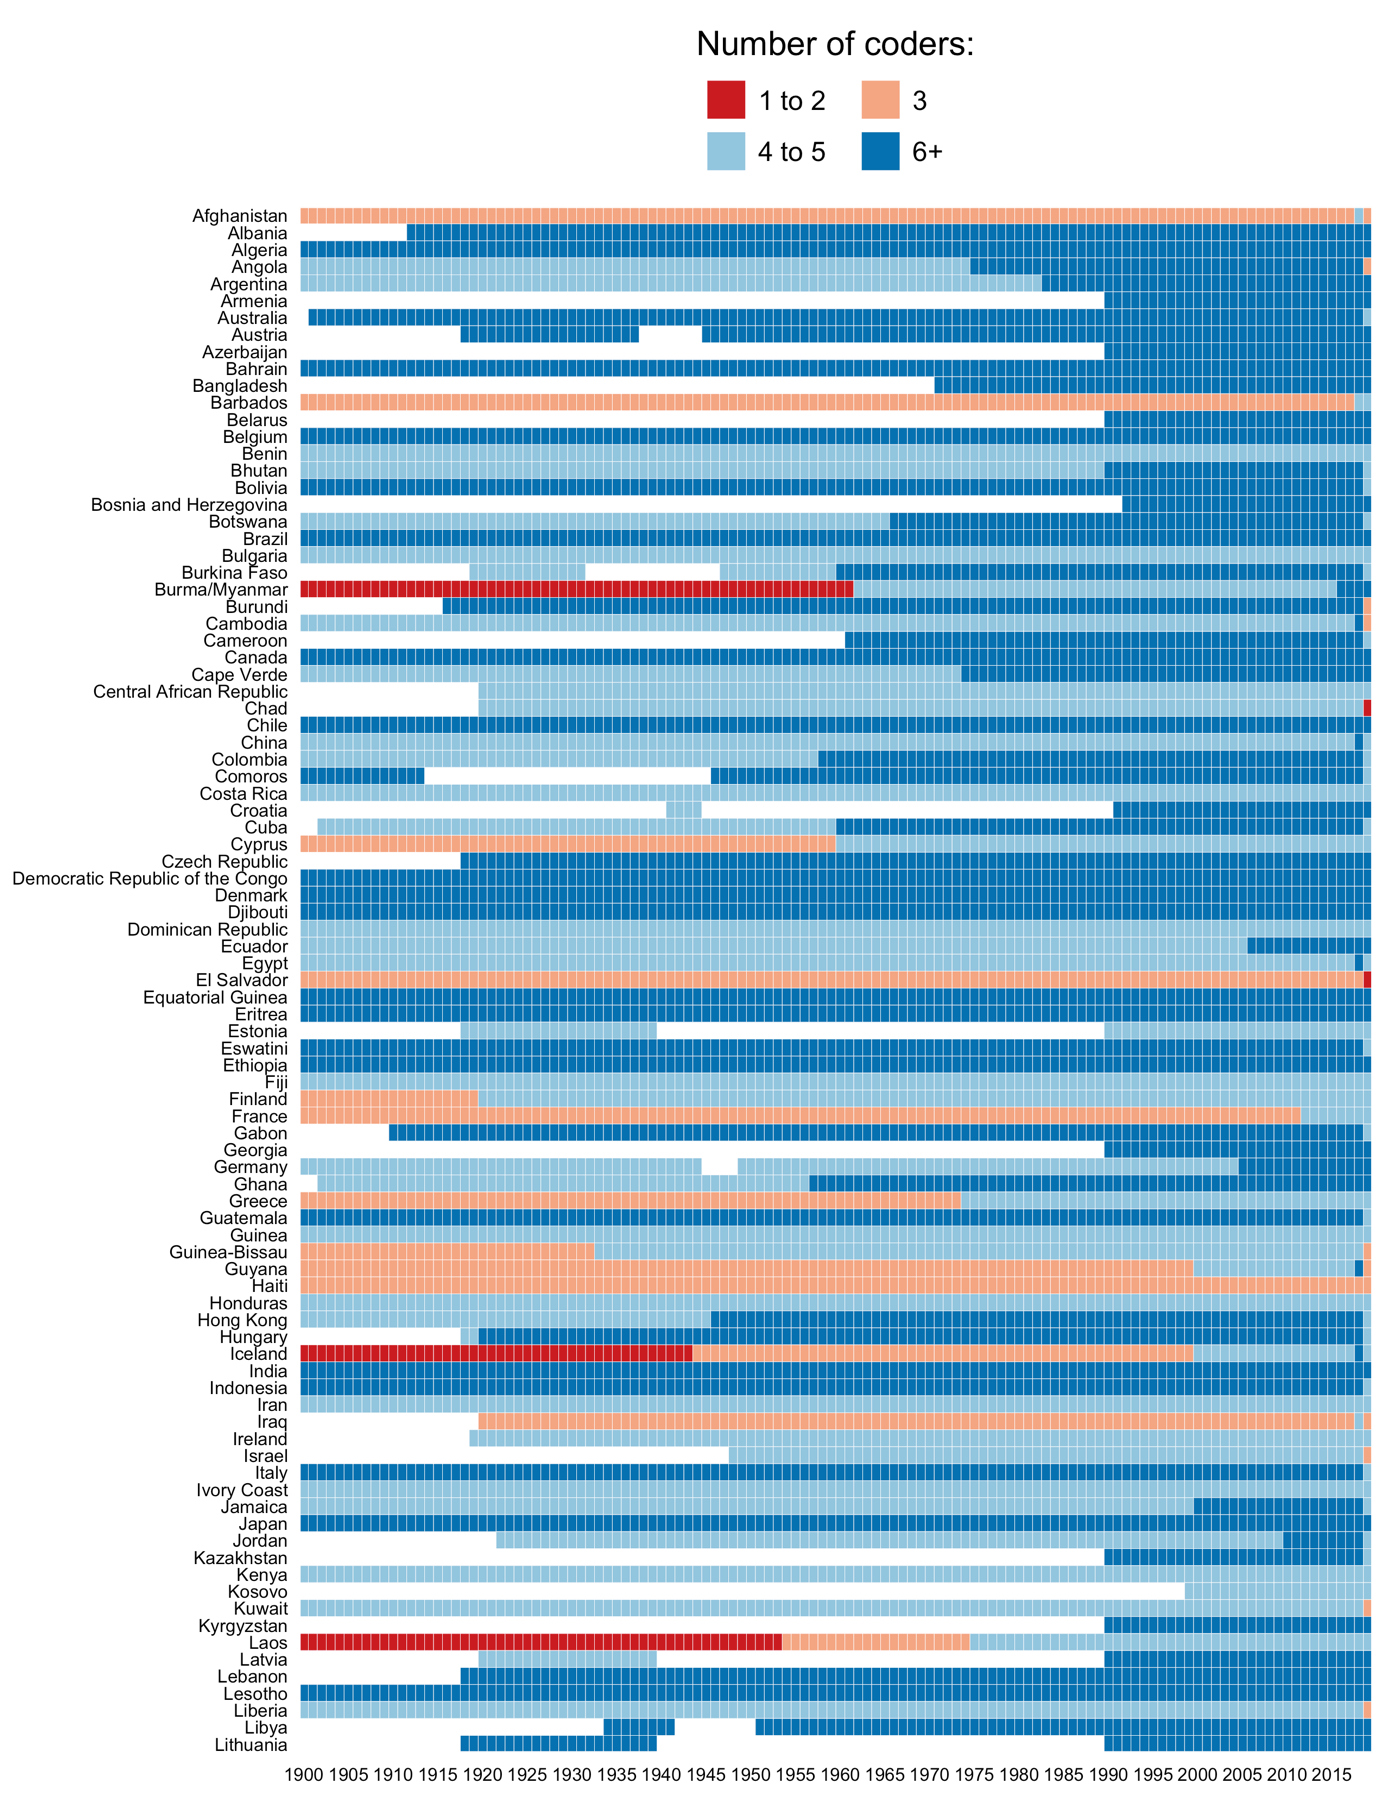 Number of coders:
1 to 2 3
4 to 5 6+
Afghanistan
Albania
Algeria
Angola
Argentina
Armenia
Australia
Austria
Azerbaijan
Bahrain
Bangladesh
Barbados
Belarus
Belgium
Benin
Bhutan
Bolivia
Bosnia and Herzegovina
Botswana
Brazil
Bulgaria
Burkina Faso
Burma/Myanmar
Burundi
Cambodia
Cameroon
Canada
Cape Verde
Central African Republic
Chad
Chile
China
Colombia
Comoros
Costa Rica
Croatia
Cuba
Cyprus
Czech Republic
Democratic Republic of the Congo
Denmark
Djibouti
Dominican Republic
Ecuador
Egypt
El Salvador
Equatorial Guinea
Eritrea
Estonia
Eswatini
Ethiopia
Fiji
Finland
France
Gabon
Georgia
Germany
Ghana
Greece
Guatemala
Guinea
Guinea-Bissau
Guyana
Haiti
Honduras
Hong Kong
Hungary
Iceland
India
Indonesia
Iran
Iraq
Ireland
Israel
Italy
Ivory Coast
Jamaica
Japan
Jordan
Kazakhstan
Kenya
Kosovo
Kuwait
Kyrgyzstan
Laos
Latvia
Lebanon
Lesotho
Liberia
Libya
Lithuania
1900 1905 1910 1915 1920 1925 1930 1935 1940 1945 1950 1955 1960 1965 1970 1975 1980 1985 1990 1995 2000 2005 2010 2015